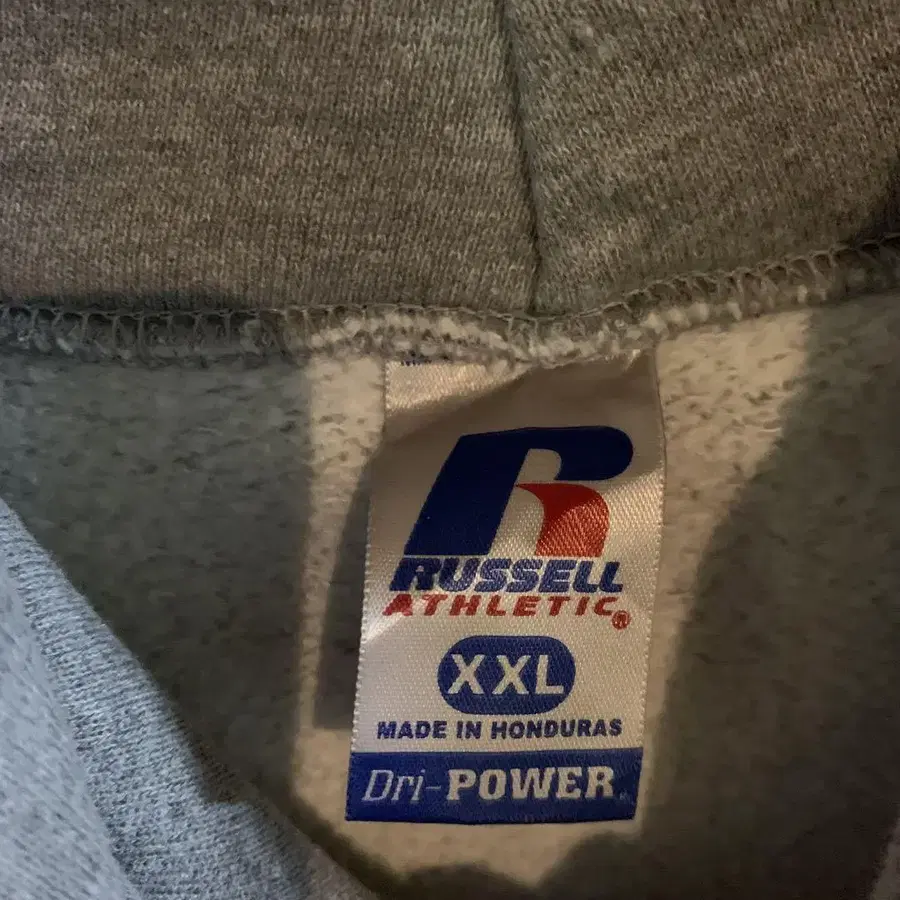 R
RUSSELL
ATHLETIC®
XXL
MADE IN HONDURAS
Dri-POWER